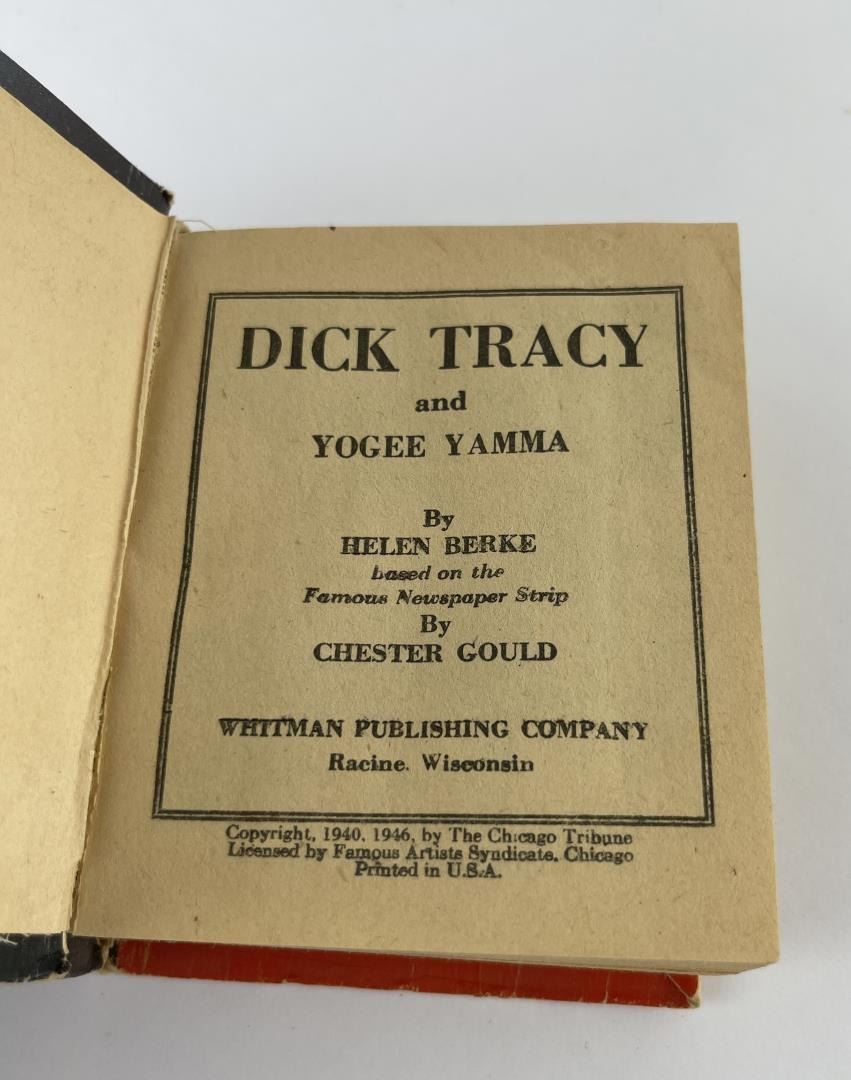 DICK TRACY
and
YOGEE YAMMA
By
HELEN BERKE
based on the
Famous Newspaper Strip
By
CHESTER GOULD
WHITMAN PUBLISHING COMPANY
Racine, Wisconsin
Copyright, 1940, 1946, by The Chicago Tribune
Licensed by Famous Artists Syndicate, Chicago
Printed in U.S.A.